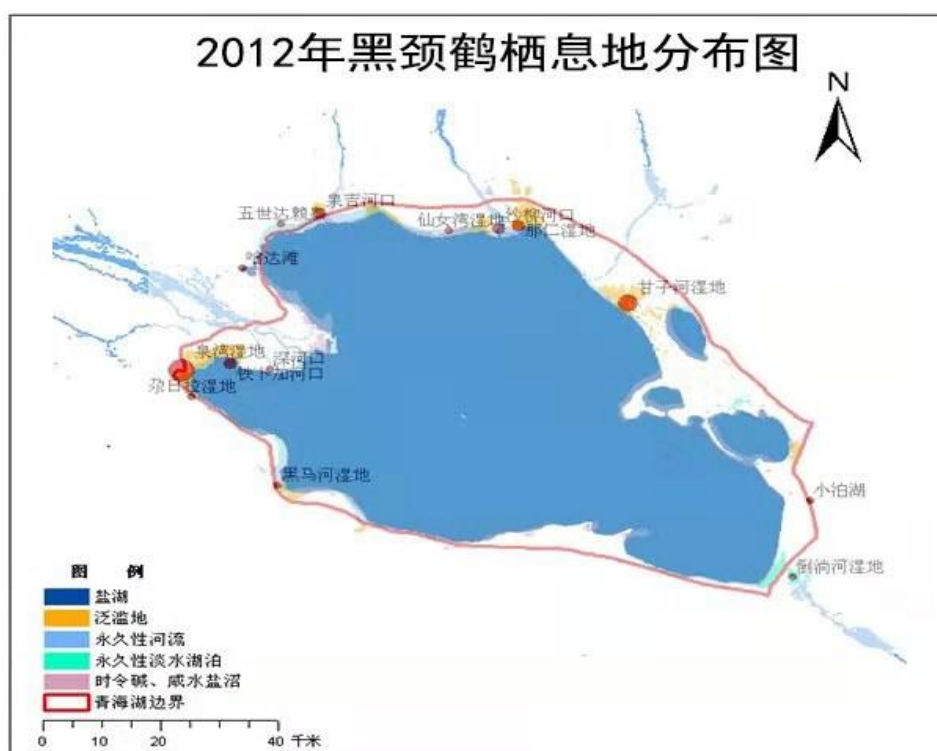 2012年黑颈鹤栖息地分布图
N
泉吉河口
五世达赖泉
仙女湾湿地
沙柳河口
那仁湿地
哈达滩
甘子河湿地
泉湾湿地
深河口
铁卜加河口
尕日拉湿地
黑马河湿地
小泊湖
倒淌河湿地
图 例
盐湖
泛滥地
永久性河流
永久性淡水湖泊
时令碱、咸水盐沼
青海湖边界
0 10 20 40 千米